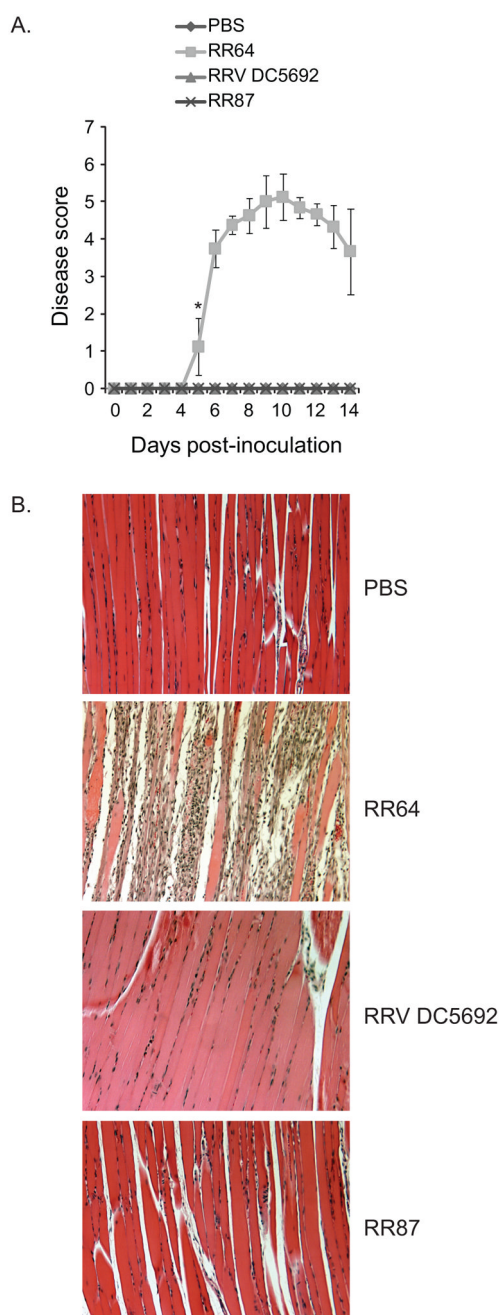 A.
PBS
RR64
RRV DC5692
RR87
7
6
5
4
3
2
1
0
Disease score
*
0 2 4 6 8 10 12 14
Days post-inoculation
B.
PBS
RR64
RRV DC5692
RR87